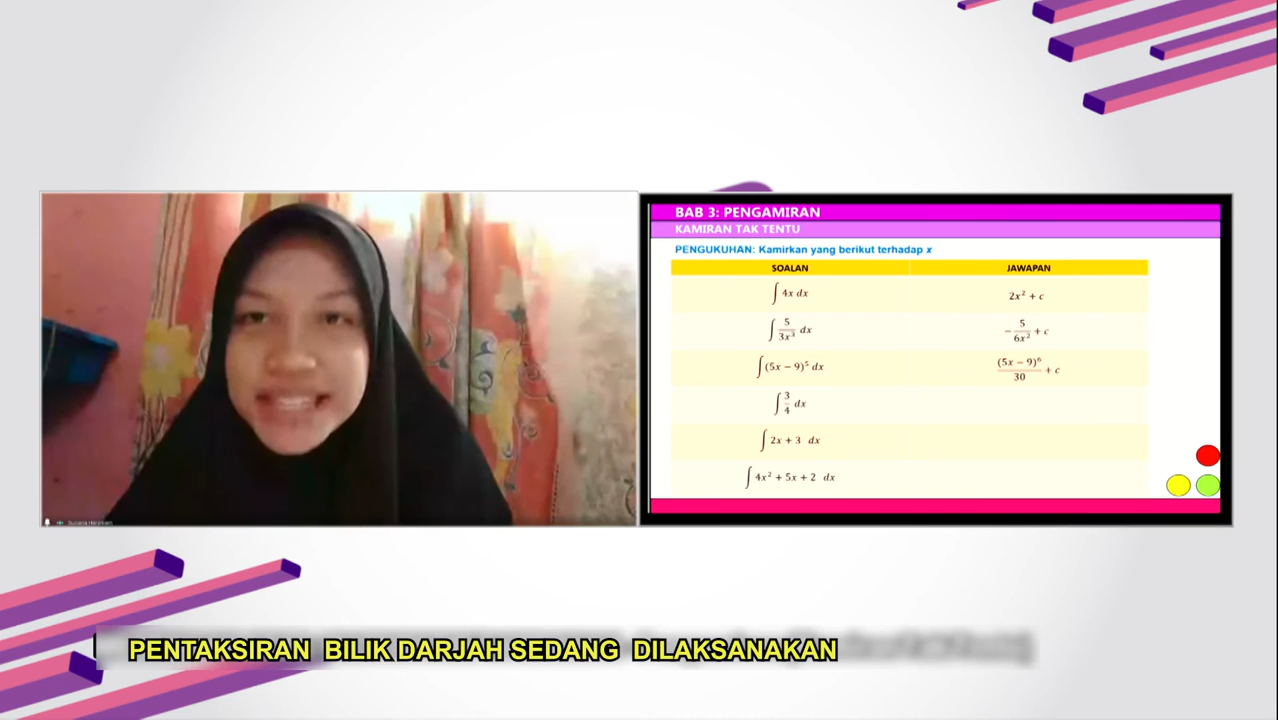 BAB 3: PENGAMIRAN
KAMIRAN TAK TENTU
PENGUKUHAN: Kamirkan yang berikut terhadap x
SOALAN JAWAPAN
∫ 4x dx 2x² + c
∫ 5/3x³ dx −5/6x² + c
∫(5x − 9)⁵ dx (5x − 9)⁶/30 + c
∫ 3/4 dx
∫ 2x + 3 dx
∫ 4x² + 5x + 2 dx
PENTAKSIRAN BILIK DARJAH SEDANG DILAKSANAKAN